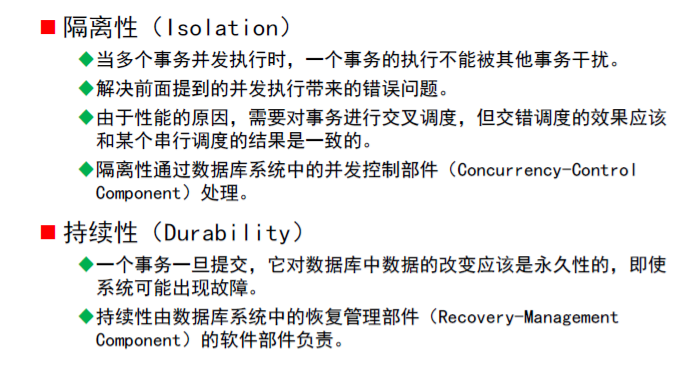 隔离性（Isolation）
当多个事务并发执行时，一个事务的执行不能被其他事务干扰。
解决前面提到的并发执行带来的错误问题。
由于性能的原因，需要对事务进行交叉调度，但交错调度的效果应该
和某个串行调度的结果是一致的。
隔离性通过数据库系统中的并发控制部件（Concurrency-Control
Component）处理。
持续性（Durability）
一个事务一旦提交，它对数据库中数据的改变应该是永久性的，即使
系统可能出现故障。
持续性由数据库系统中的恢复管理部件（Recovery-Management
Component）的软件部件负责。